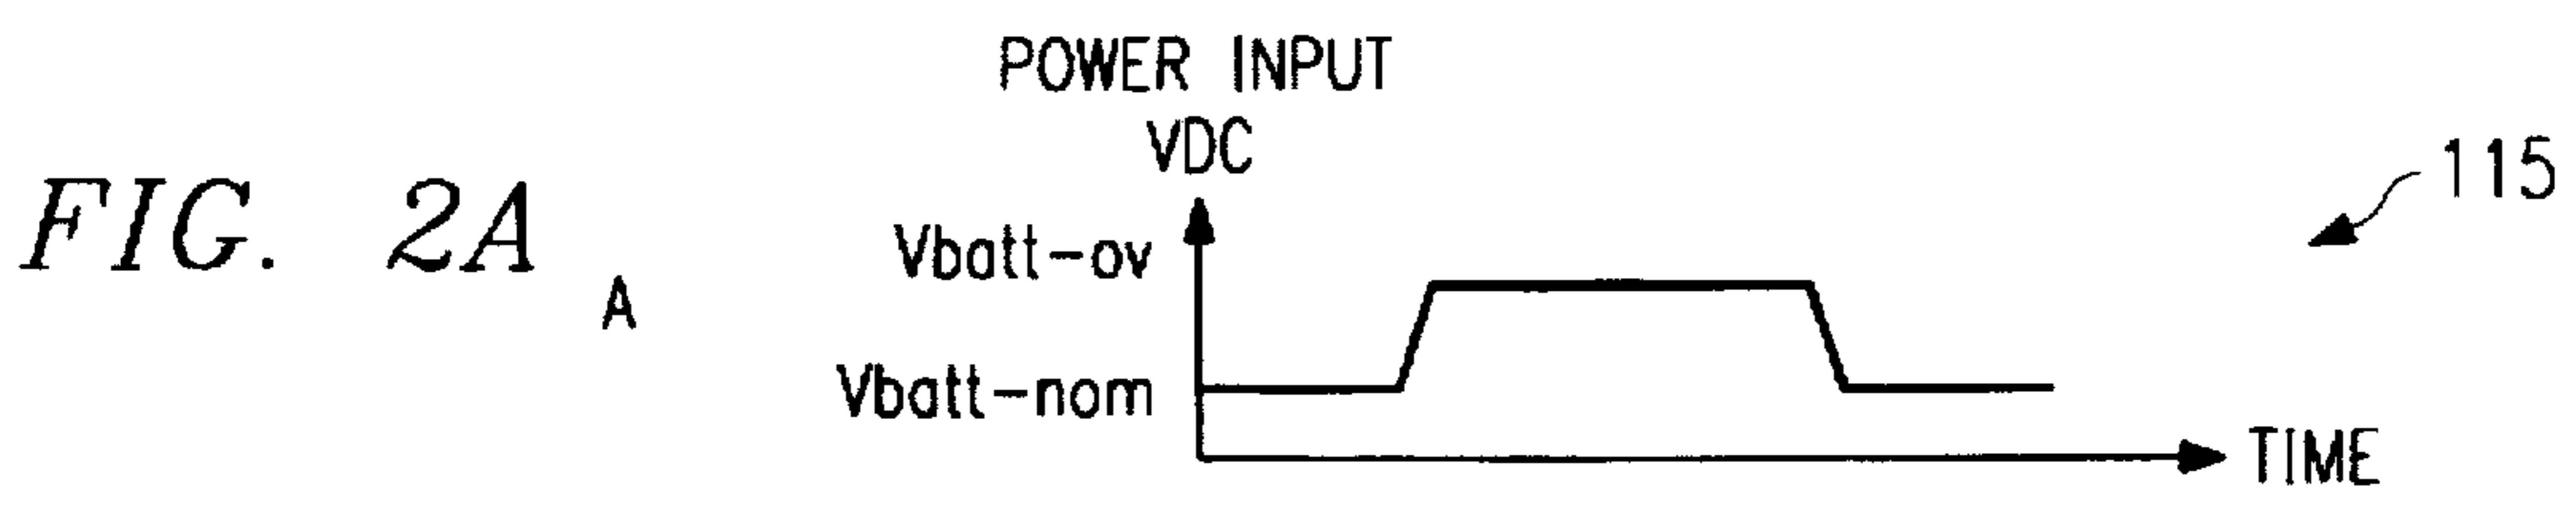 POWER INPUT
VDC
115
FIG. 2A
Vbatt-ov
A
Vbatt-nom
TIME